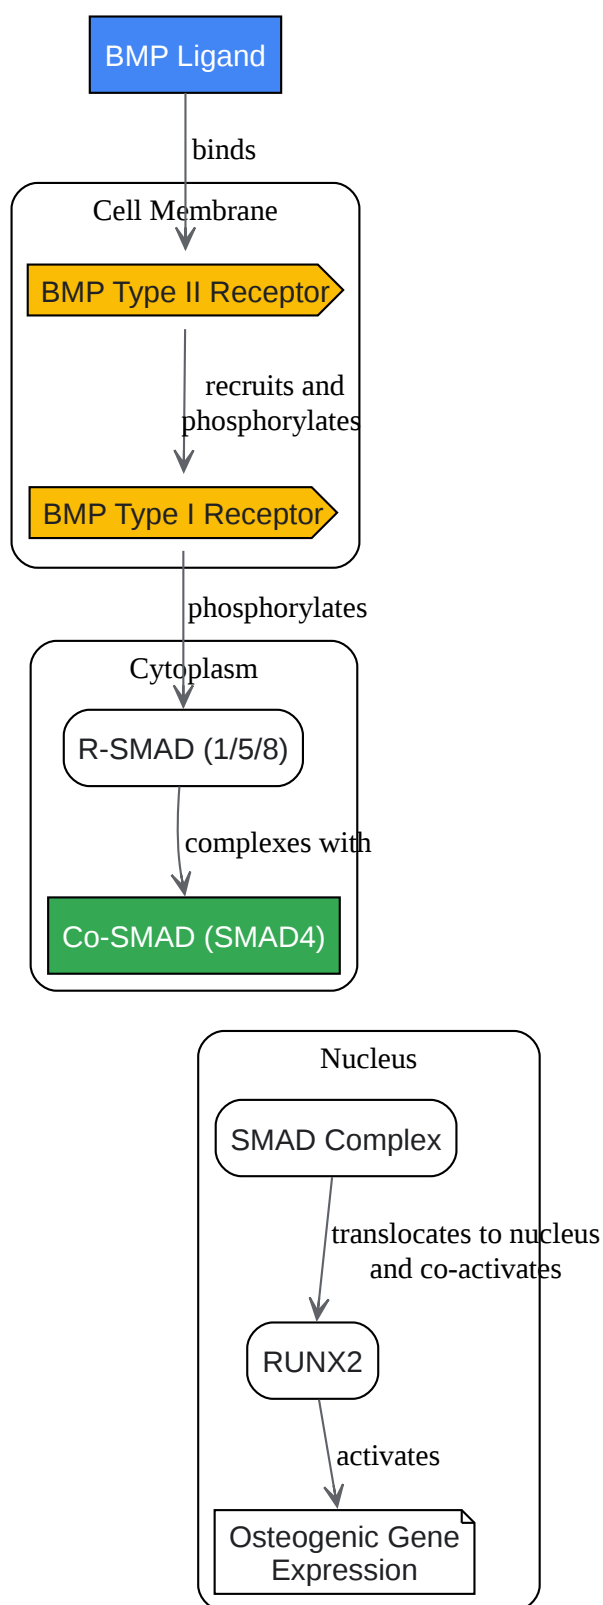 BMP Ligand
binds
Cell Membrane
BMP Type II Receptor
recruits and
phosphorylates
BMP Type I Receptor
phosphorylates
Cytoplasm
R-SMAD (1/5/8)
complexes with
Co-SMAD (SMAD4)
Nucleus
SMAD Complex
translocates to nucleus
and co-activates
RUNX2
activates
Osteogenic Gene
Expression